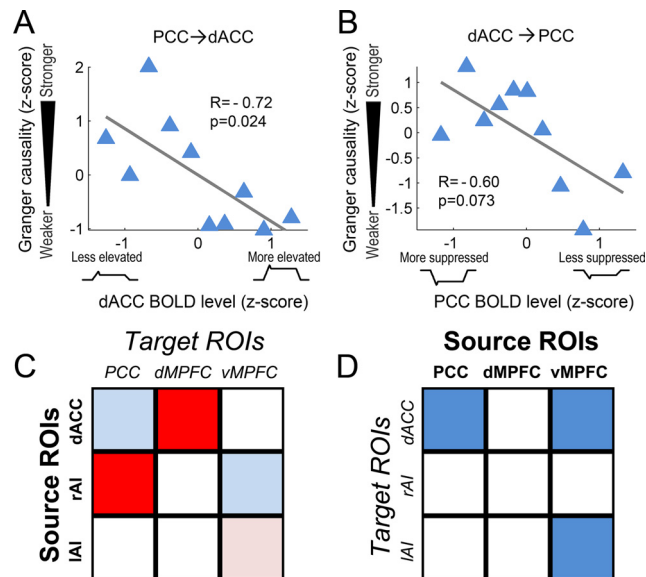 A
PCC→dACC
Granger causality (z-score)
Weaker
Stronger
2
1
0
-1
R= - 0.72
p=0.024
-1
0
1
Less elevated
More elevated
dACC BOLD level (z-score)
B
dACC → PCC
Granger causality (z-score)
Weaker
Stronger
1
0.5
0
-0.5
-1
-1.5
R= - 0.60
p=0.073
-1
0
1
More suppressed
Less suppressed
PCC BOLD level (z-score)
C
Target ROIs
PCC dMPFC vMPFC
Source ROIs
dACC
rAI
lAI
D
Source ROIs
PCC dMPFC vMPFC
Target ROIs
dACC
rAI
lAI